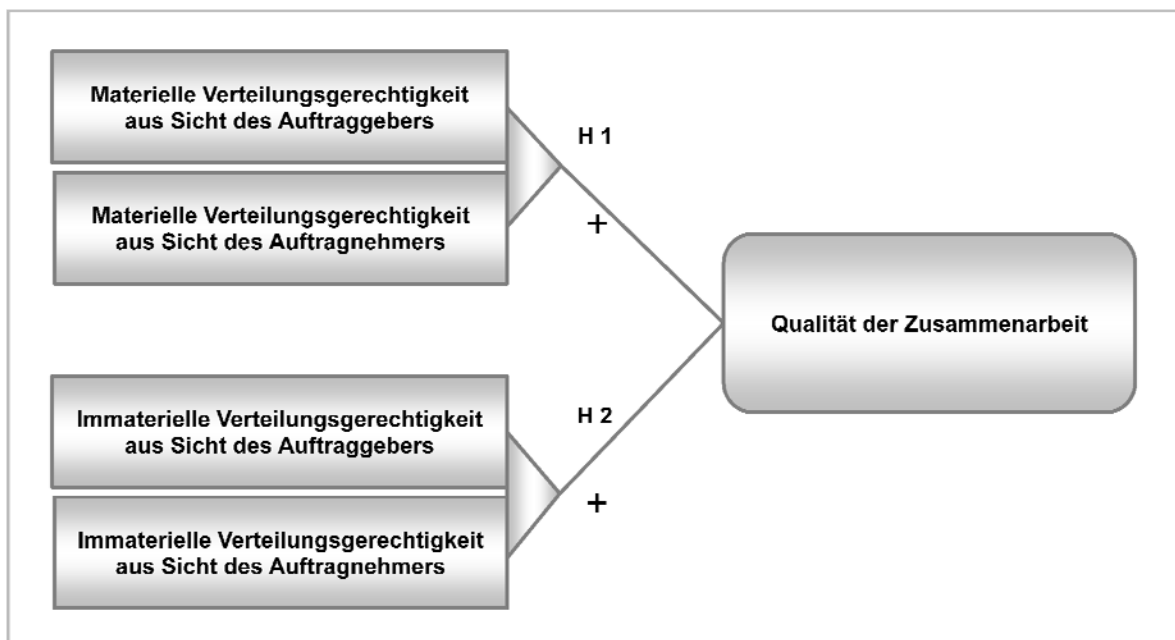 Materielle Verteilungsgerechtigkeit
aus Sicht des Auftraggebers
H 1
Materielle Verteilungsgerechtigkeit
aus Sicht des Auftragnehmers
+
Qualität der Zusammenarbeit
Immaterielle Verteilungsgerechtigkeit
aus Sicht des Auftraggebers
H 2
+
Immaterielle Verteilungsgerechtigkeit
aus Sicht des Auftragnehmers